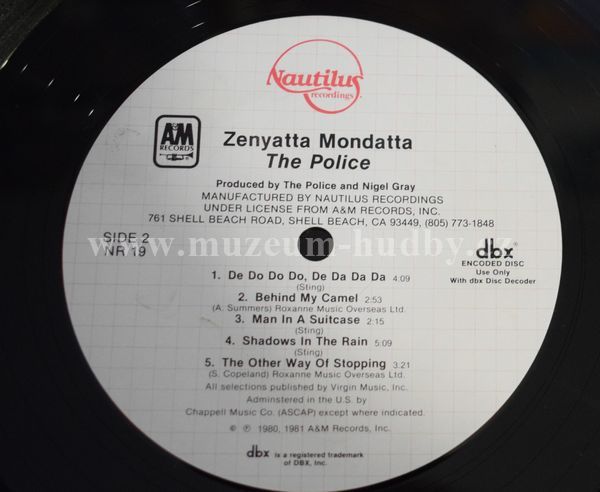 Nautilus
recordings
A&M
RECORDS
Zenyatta Mondatta
The Police
Produced by The Police and Nigel Gray
MANUFACTURED BY NAUTILUS RECORDINGS
UNDER LICENSE FROM A&M RECORDS, INC.
761 SHELL BEACH ROAD, SHELL BEACH, CA 93449, (805) 773-1848
SIDE 2
NR 19
www.muzeum-hudby.cz
dbx
ENCODED DISC
Use Only
With dbx Disc Decoder
1. De Do Do Do, De Da Da Da 4:09
(Sting)
2. Behind My Camel 2:53
(A. Summers) Roxanne Music Overseas Ltd.
3. Man In A Suitcase 2:15
(Sting)
4. Shadows In The Rain 5:09
(Sting)
5. The Other Way Of Stopping 3.21
(S. Copeland) Roxanne Music Overseas Ltd.
All selections published by Virgin Music, Inc.
Adminstered in the U.S. by
Chappell Music Co. (ASCAP) except where indicated.
© ℗ 1980, 1981 A&M Records, Inc.
dbx is a registered trademark
of DBX, Inc.